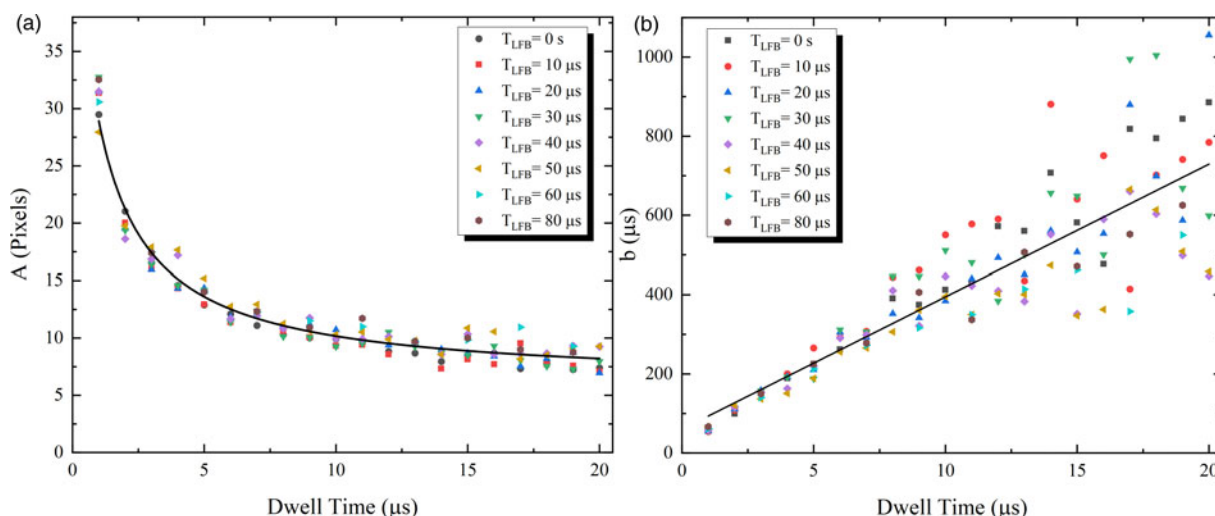 (a)
A (Pixels)
35
30
25
20
15
10
5
0
0 5 10 15 20
Dwell Time (μs)
T_LFB= 0 s
T_LFB= 10 μs
T_LFB= 20 μs
T_LFB= 30 μs
T_LFB= 40 μs
T_LFB= 50 μs
T_LFB= 60 μs
T_LFB= 80 μs
(b)
b (μs)
1000
800
600
400
200
0
0 5 10 15 20
Dwell Time (μs)
T_LFB= 0 s
T_LFB= 10 μs
T_LFB= 20 μs
T_LFB= 30 μs
T_LFB= 40 μs
T_LFB= 50 μs
T_LFB= 60 μs
T_LFB= 80 μs